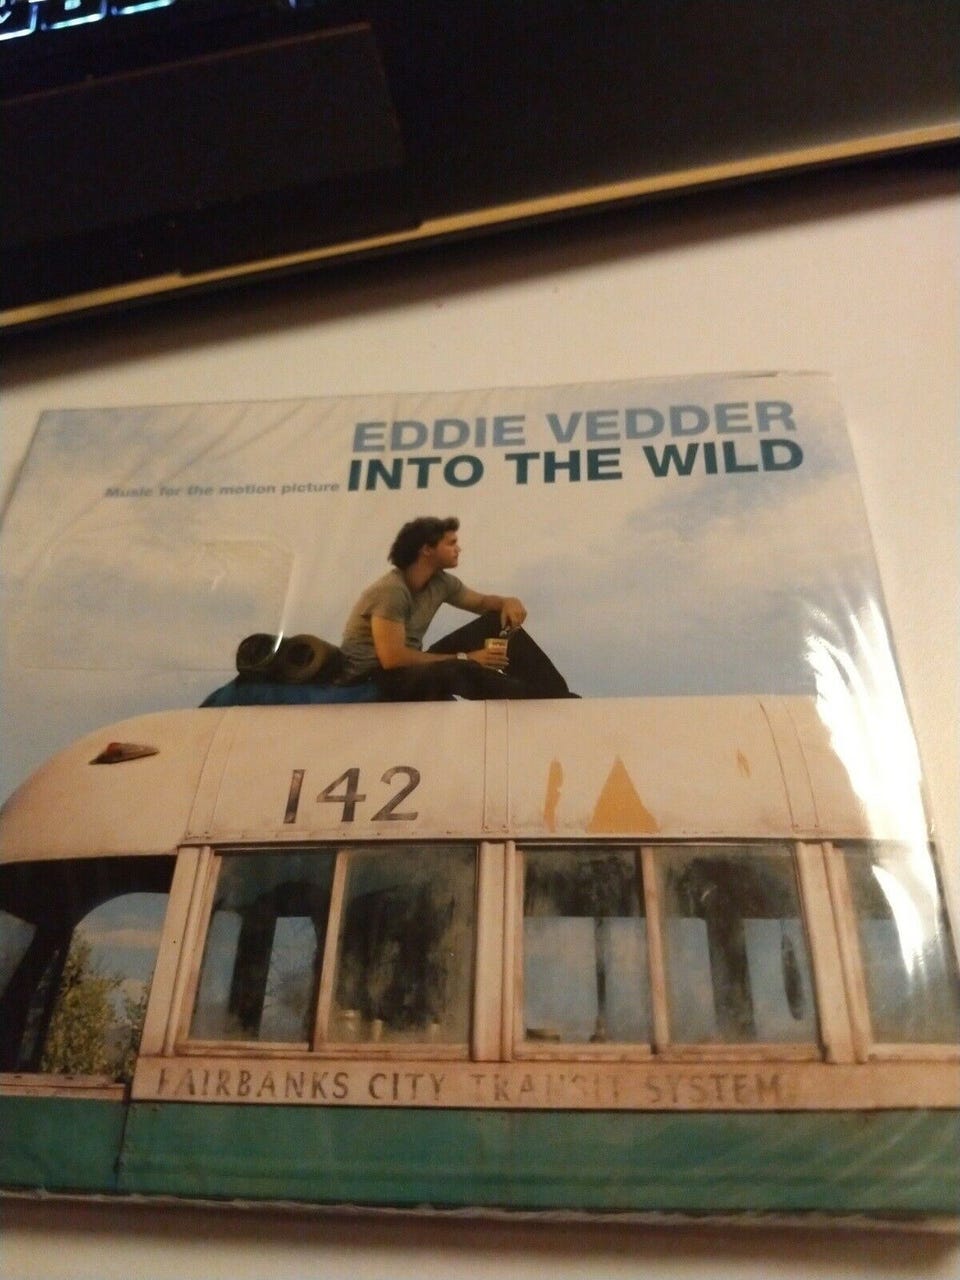 EDDIE VEDDER
Music for the motion picture INTO THE WILD
142
FAIRBANKS CITY TRANSIT SYSTEM